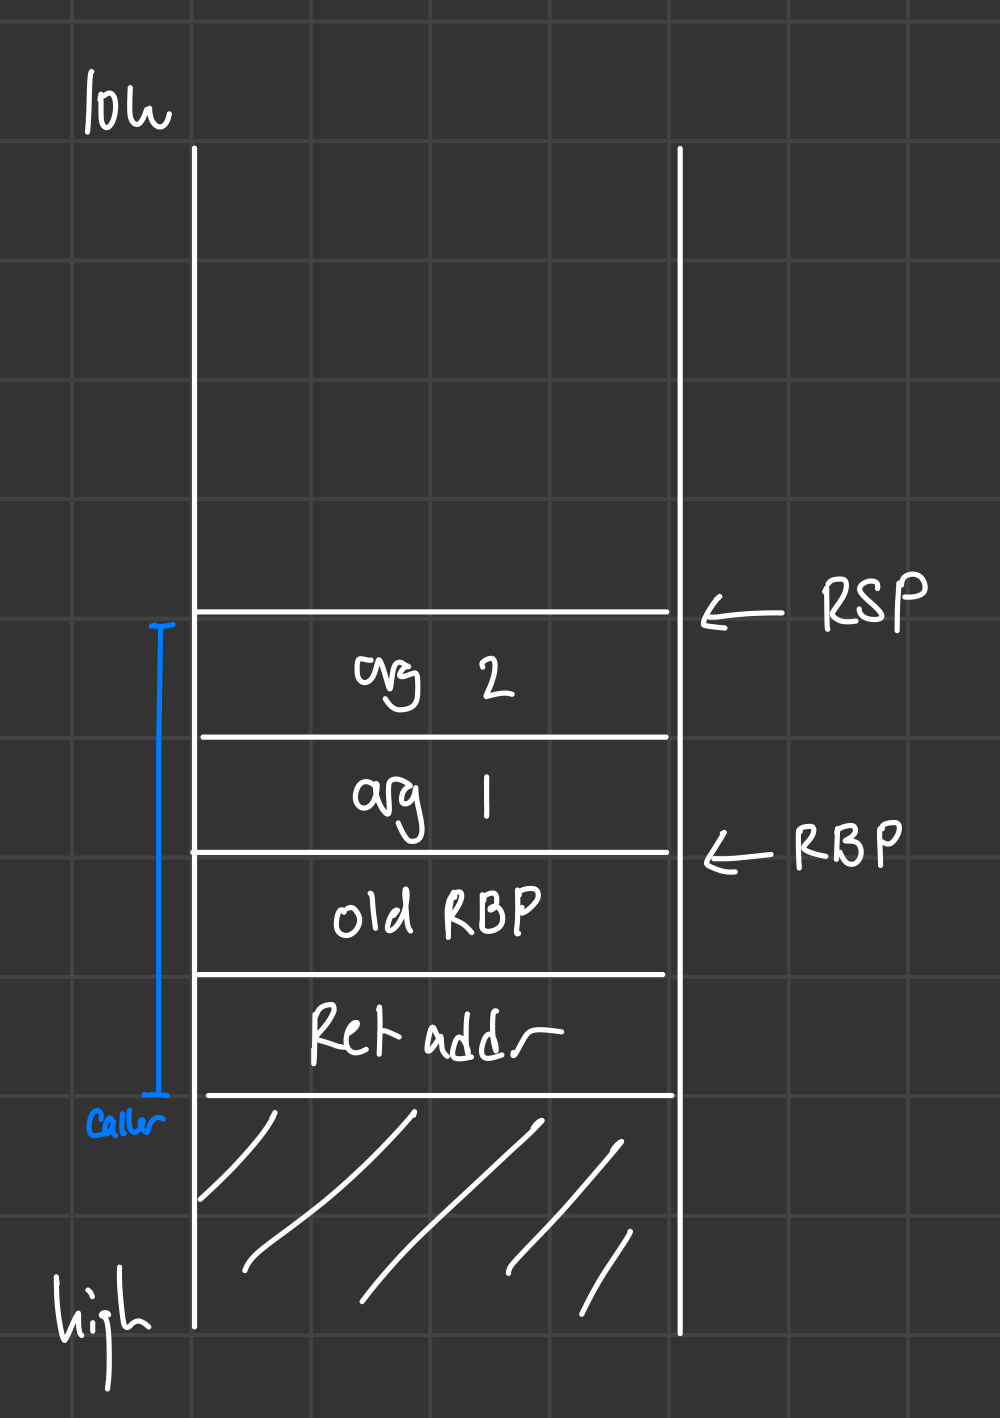 low
RSP
arg 2
arg 1
RBP
old RBP
Ret addr
Caller
high